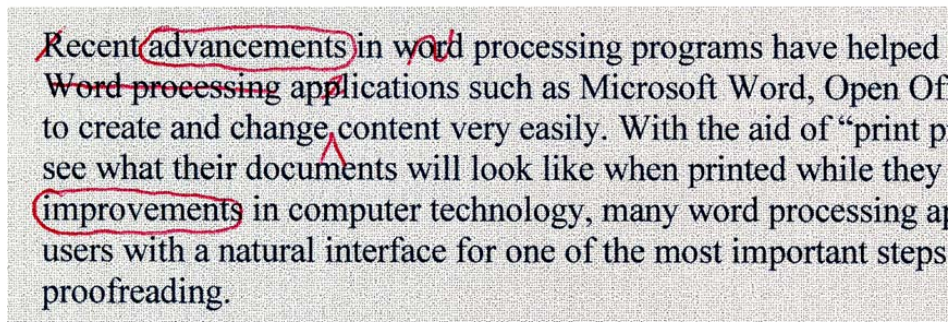 Recent advancements in word processing programs have helped
Word processing applications such as Microsoft Word, Open Of
to create and change content very easily. With the aid of “print p
see what their documents will look like when printed while they
improvements in computer technology, many word processing ap
users with a natural interface for one of the most important steps
proofreading.